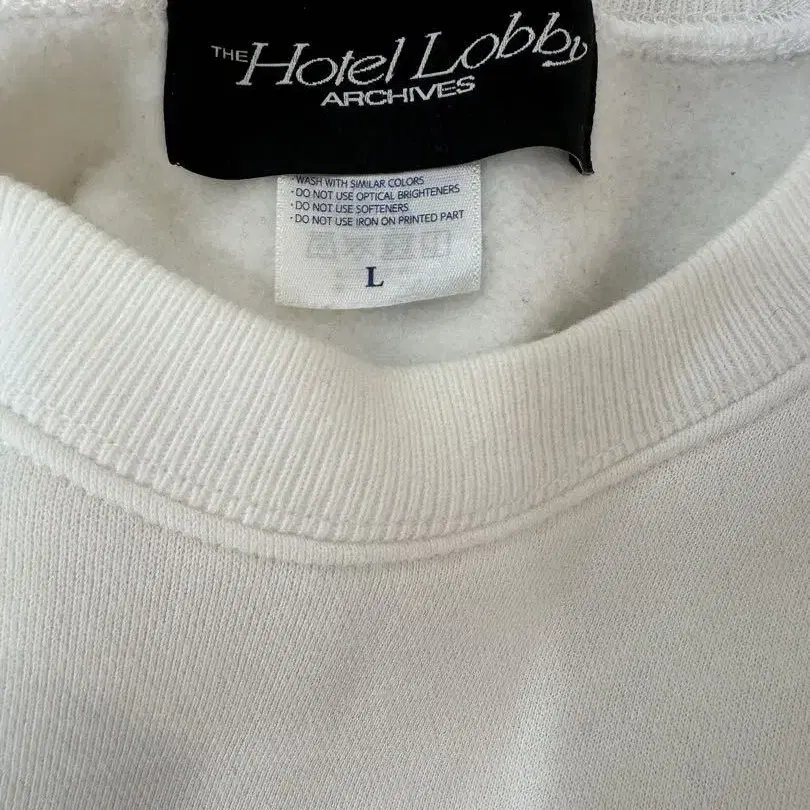 THE Hotel Lobby
ARCHIVES
· WASH WITH SIMILAR COLORS
· DO NOT USE OPTICAL BRIGHTENERS
· DO NOT USE SOFTENERS
· DO NOT USE IRON ON PRINTED PART
L